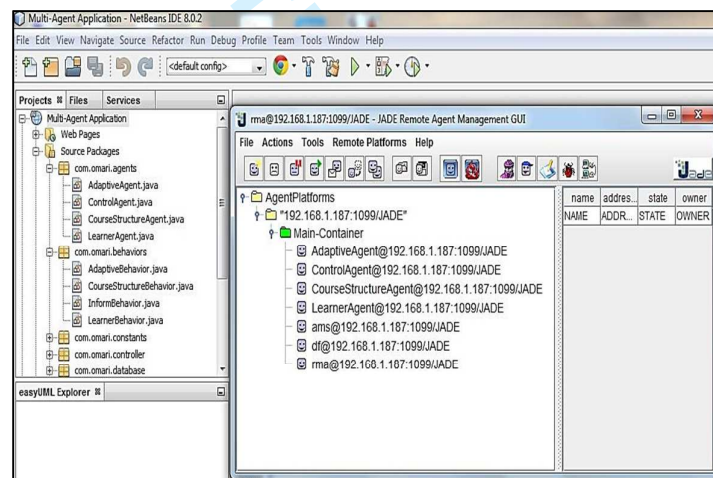 Multi-Agent Application - NetBeans IDE 8.0.2
File Edit View Navigate Source Refactor Run Debug Profile Team Tools Window Help
<default config>
Projects Files Services
Multi-Agent Application
Web Pages
Source Packages
com.omari.agents
AdaptiveAgent.java
ControlAgent.java
CourseStructureAgent.java
LearnerAgent.java
com.omari.behaviors
AdaptiveBehavior.java
CourseStructureBehavior.java
InformBehavior.java
LearnerBehavior.java
com.omari.constants
com.omari.controller
com.omari.database
easyUML Explorer
rma@192.168.1.187:1099/JADE - JADE Remote Agent Management GUI
File Actions Tools Remote Platforms Help
Jade
AgentPlatforms
"192.168.1.187:1099/JADE"
Main-Container
AdaptiveAgent@192.168.1.187:1099/JADE
ControlAgent@192.168.1.187:1099/JADE
CourseStructureAgent@192.168.1.187:1099/JADE
LearnerAgent@192.168.1.187:1099/JADE
ams@192.168.1.187:1099/JADE
df@192.168.1.187:1099/JADE
rma@192.168.1.187:1099/JADE
name addres... state owner
NAME ADDR... STATE OWNER